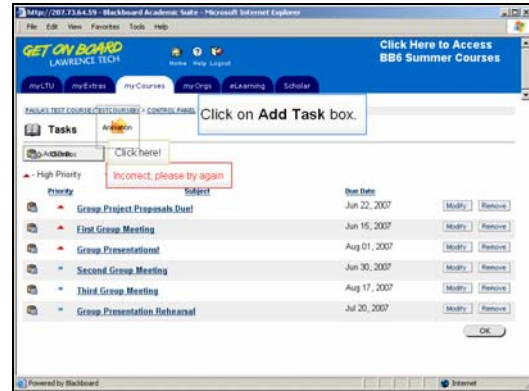 http://207.73.64.59 - Blackboard Academic Suite - Microsoft Internet Explorer
File Edit View Favorites Tools Help
GET ON BOARD
LAWRENCE TECH
Home Help Logout
Click Here to Access
BB6 Summer Courses
myLTU myExtras myCourses myOrgs eLearning Scholar
PAULA'S TEST COURSE (TESTCOURSEB) > CONTROL PANEL
Click on Add Task box.
Tasks
Animation
Click here!
- High Priority
Incorrect, please try again
Priority Subject Due Date
Group Project Proposals Due! Jun 22, 2007 Modify Remove
First Group Meeting Jun 15, 2007 Modify Remove
Group Presentations! Aug 01, 2007 Modify Remove
Second Group Meeting Jun 30, 2007 Modify Remove
Third Group Meeting Aug 17, 2007 Modify Remove
Group Presentation Rehearsal Jul 20, 2007 Modify Remove
OK
Powered by Blackboard
Internet